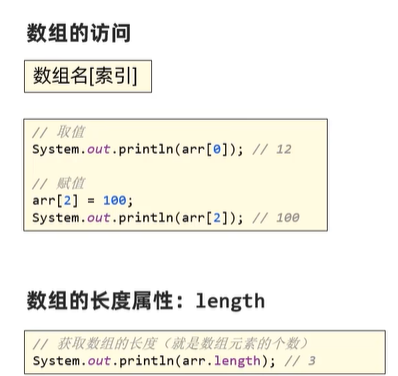 数组的访问
数组名[索引]
// 取值
System.out.println(arr[0]); // 12
// 赋值
arr[2] = 100;
System.out.println(arr[2]); // 100
数组的长度属性：length
// 获取数组的长度（就是数组元素的个数）
System.out.println(arr.length); // 3